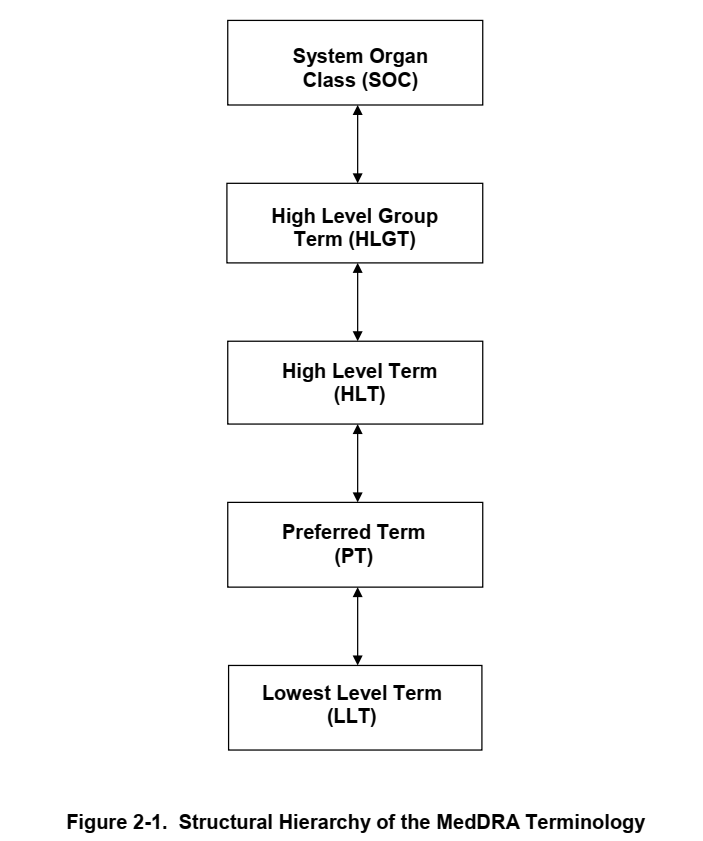 System Organ
Class (SOC)
High Level Group
Term (HLGT)
High Level Term
(HLT)
Preferred Term
(PT)
Lowest Level Term
(LLT)
Figure 2-1.  Structural Hierarchy of the MedDRA Terminology